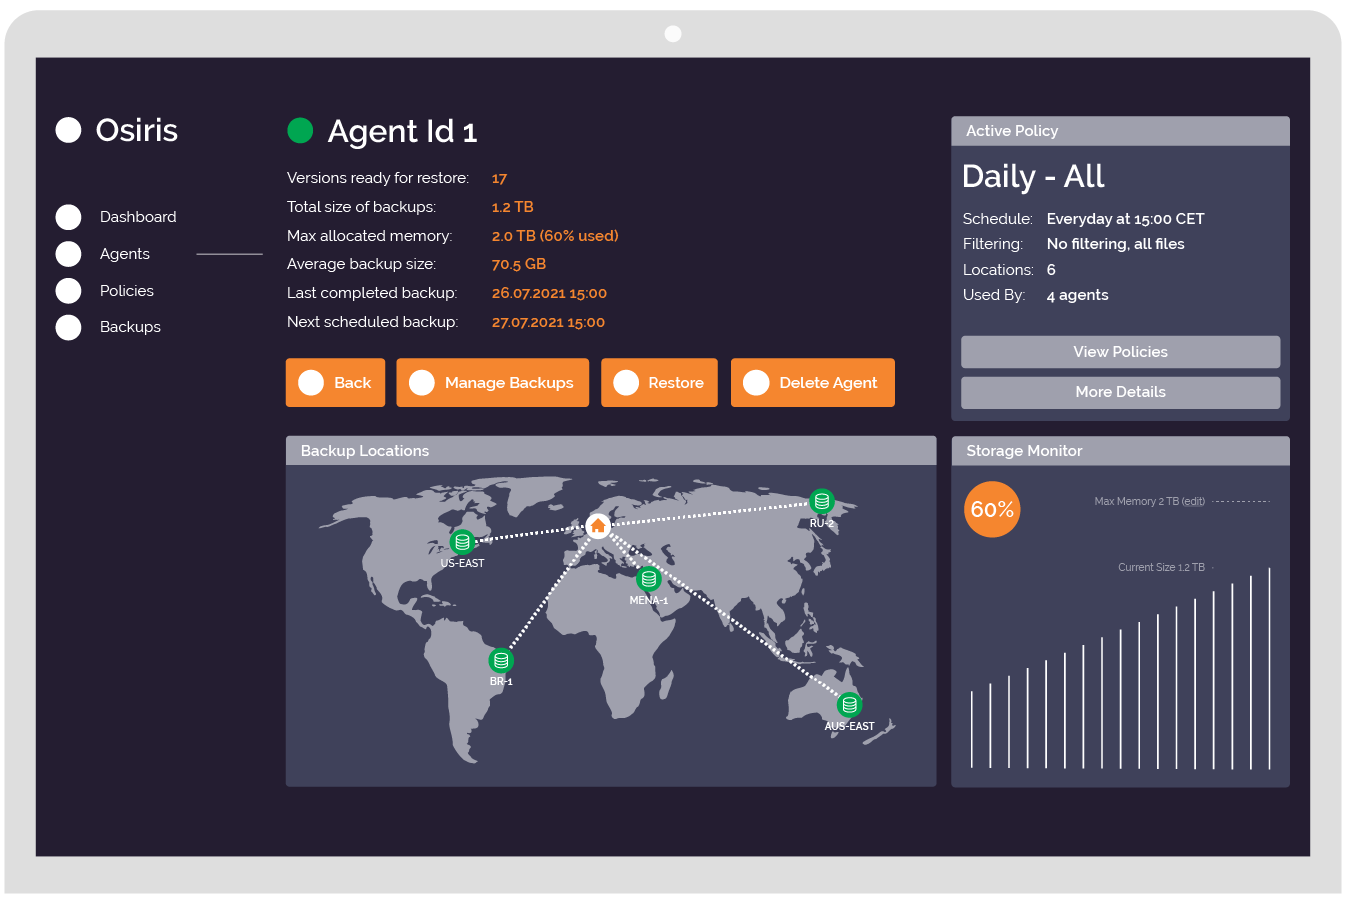 Osiris
Dashboard
Agents
Policies
Backups
Agent Id 1
Versions ready for restore: 17
Total size of backups: 1.2 TB
Max allocated memory: 2.0 TB (60% used)
Average backup size: 70.5 GB
Last completed backup: 26.07.2021 15:00
Next scheduled backup: 27.07.2021 15:00
Back
Manage Backups
Restore
Delete Agent
Active Policy
Daily - All
Schedule: Everyday at 15:00 CET
Filtering: No filtering, all files
Locations: 6
Used By: 4 agents
View Policies
More Details
Backup Locations
RU-2
US-EAST
MENA-1
BR-1
AUS-EAST
Storage Monitor
60%
Max Memory 2 TB (edit)
Current Size 1.2 TB